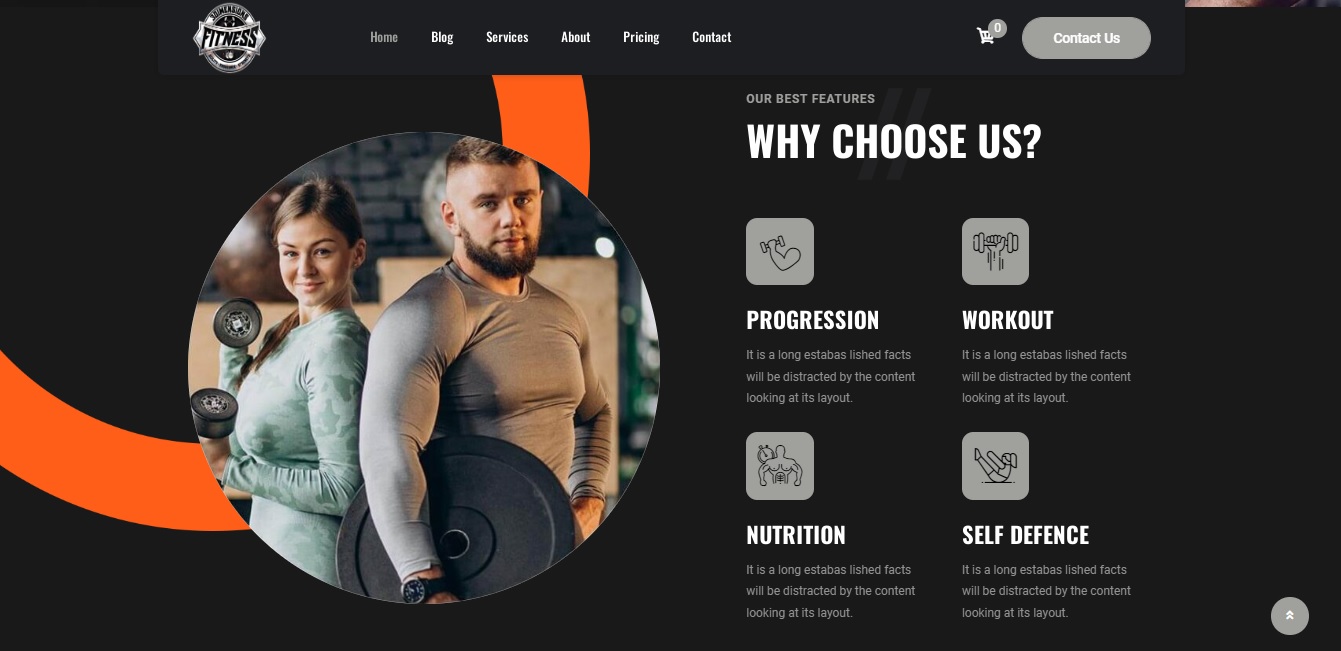 FITNESS
Home Blog Services About Pricing Contact
0
Contact Us
OUR BEST FEATURES
WHY CHOOSE US?
PROGRESSION
It is a long estabas lished facts
will be distracted by the content
looking at its layout.
WORKOUT
It is a long estabas lished facts
will be distracted by the content
looking at its layout.
NUTRITION
It is a long estabas lished facts
will be distracted by the content
looking at its layout.
SELF DEFENCE
It is a long estabas lished facts
will be distracted by the content
looking at its layout.